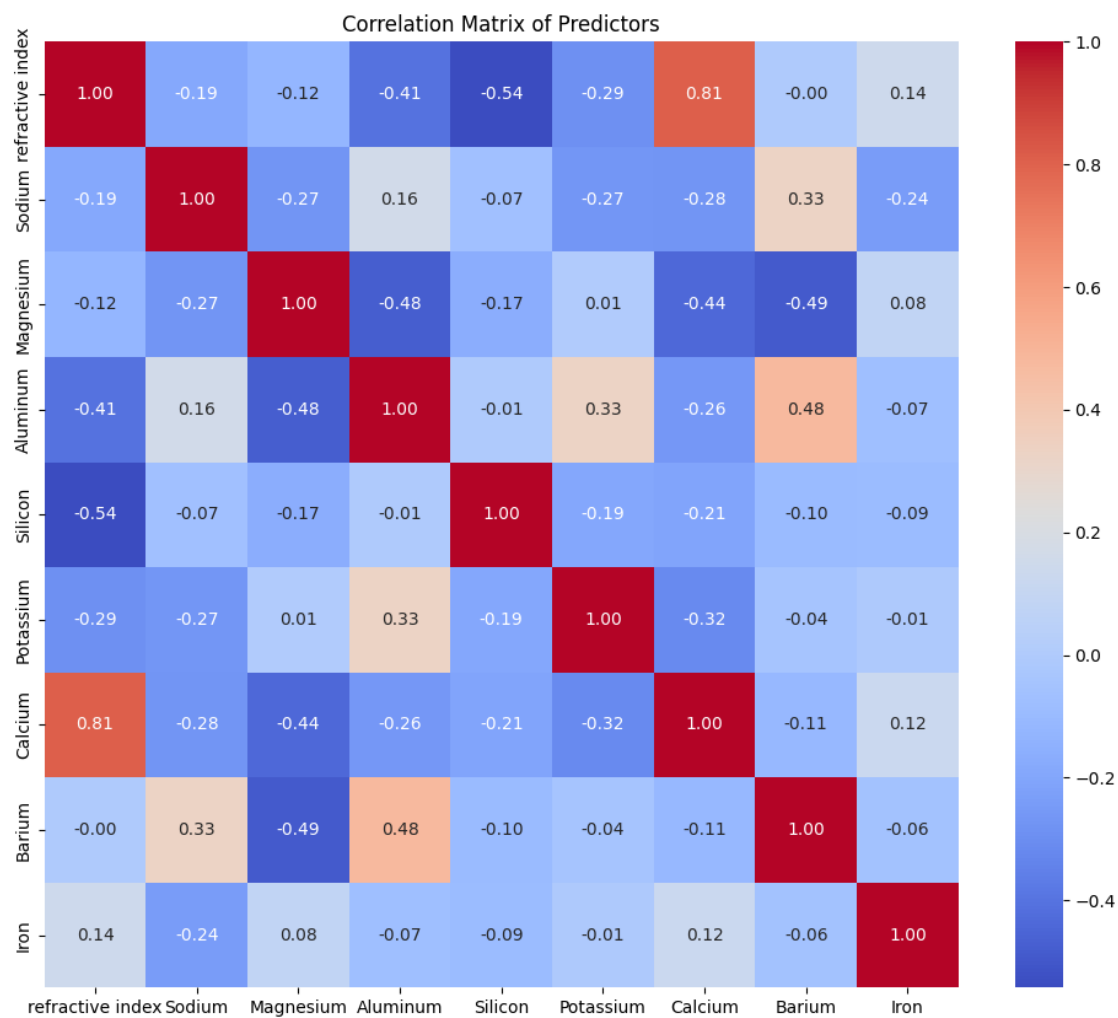 Correlation Matrix of Predictors
refractive index 1.00 -0.19 -0.12 -0.41 -0.54 -0.29 0.81 -0.00 0.14
Sodium -0.19 1.00 -0.27 0.16 -0.07 -0.27 -0.28 0.33 -0.24
Magnesium -0.12 -0.27 1.00 -0.48 -0.17 0.01 -0.44 -0.49 0.08
Aluminum -0.41 0.16 -0.48 1.00 -0.01 0.33 -0.26 0.48 -0.07
Silicon -0.54 -0.07 -0.17 -0.01 1.00 -0.19 -0.21 -0.10 -0.09
Potassium -0.29 -0.27 0.01 0.33 -0.19 1.00 -0.32 -0.04 -0.01
Calcium 0.81 -0.28 -0.44 -0.26 -0.21 -0.32 1.00 -0.11 0.12
Barium -0.00 0.33 -0.49 0.48 -0.10 -0.04 -0.11 1.00 -0.06
Iron 0.14 -0.24 0.08 -0.07 -0.09 -0.01 0.12 -0.06 1.00
refractive index Sodium Magnesium Aluminum Silicon Potassium Calcium Barium Iron
1.0
0.8
0.6
0.4
0.2
0.0
−0.2
−0.4